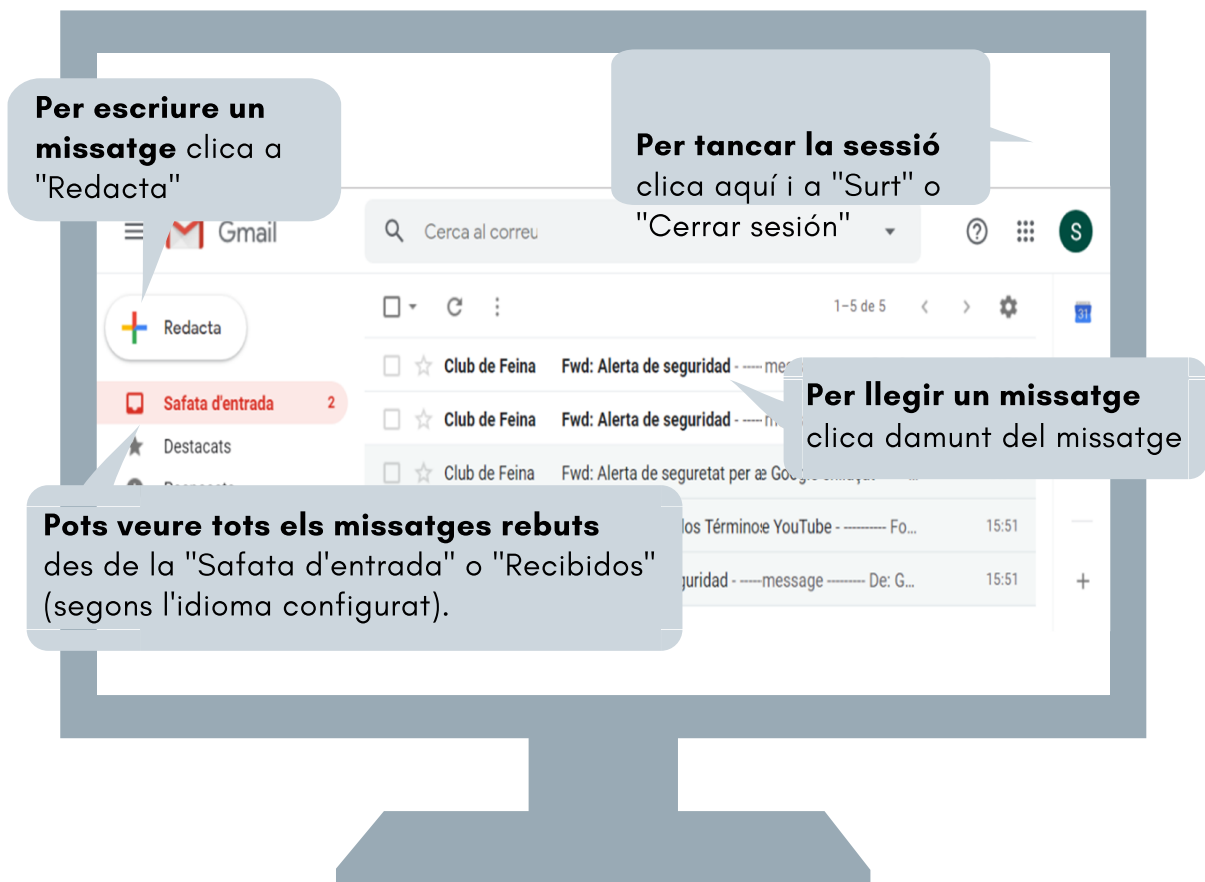 Per escriure un
missatge clica a
"Redacta"
Per tancar la sessió
clica aquí i a "Surt" o
"Cerrar sesión"
Gmail
Cerca al correu
S
Redacta
1–5 de 5
31
Club de Feina Fwd: Alerta de seguridad - -----
Safata d'entrada 2
Club de Feina Fwd: Alerta de seguridad - -----
Per llegir un missatge
clica damunt del missatge
Destacats
Club de Feina Fwd: Alerta de seguretat per æ
Pots veure tots els missatges rebuts
des de la "Safata d'entrada" o "Recibidos"
(segons l'idioma configurat).
YouTube - ---------- Fo... 15:51
-----message --------- De: G... 15:51